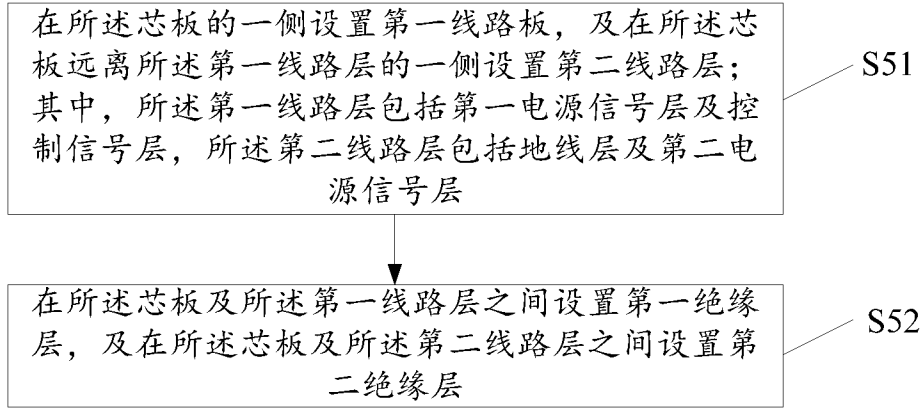 在所述芯板的一侧设置第一线路板，及在所述芯
板远离所述第一线路层的一侧设置第二线路层；
其中，所述第一线路层包括第一电源信号层及控
制信号层，所述第二线路层包括地线层及第二电
源信号层
S51
在所述芯板及所述第一线路层之间设置第一绝缘
层，及在所述芯板及所述第二线路层之间设置第
二绝缘层
S52